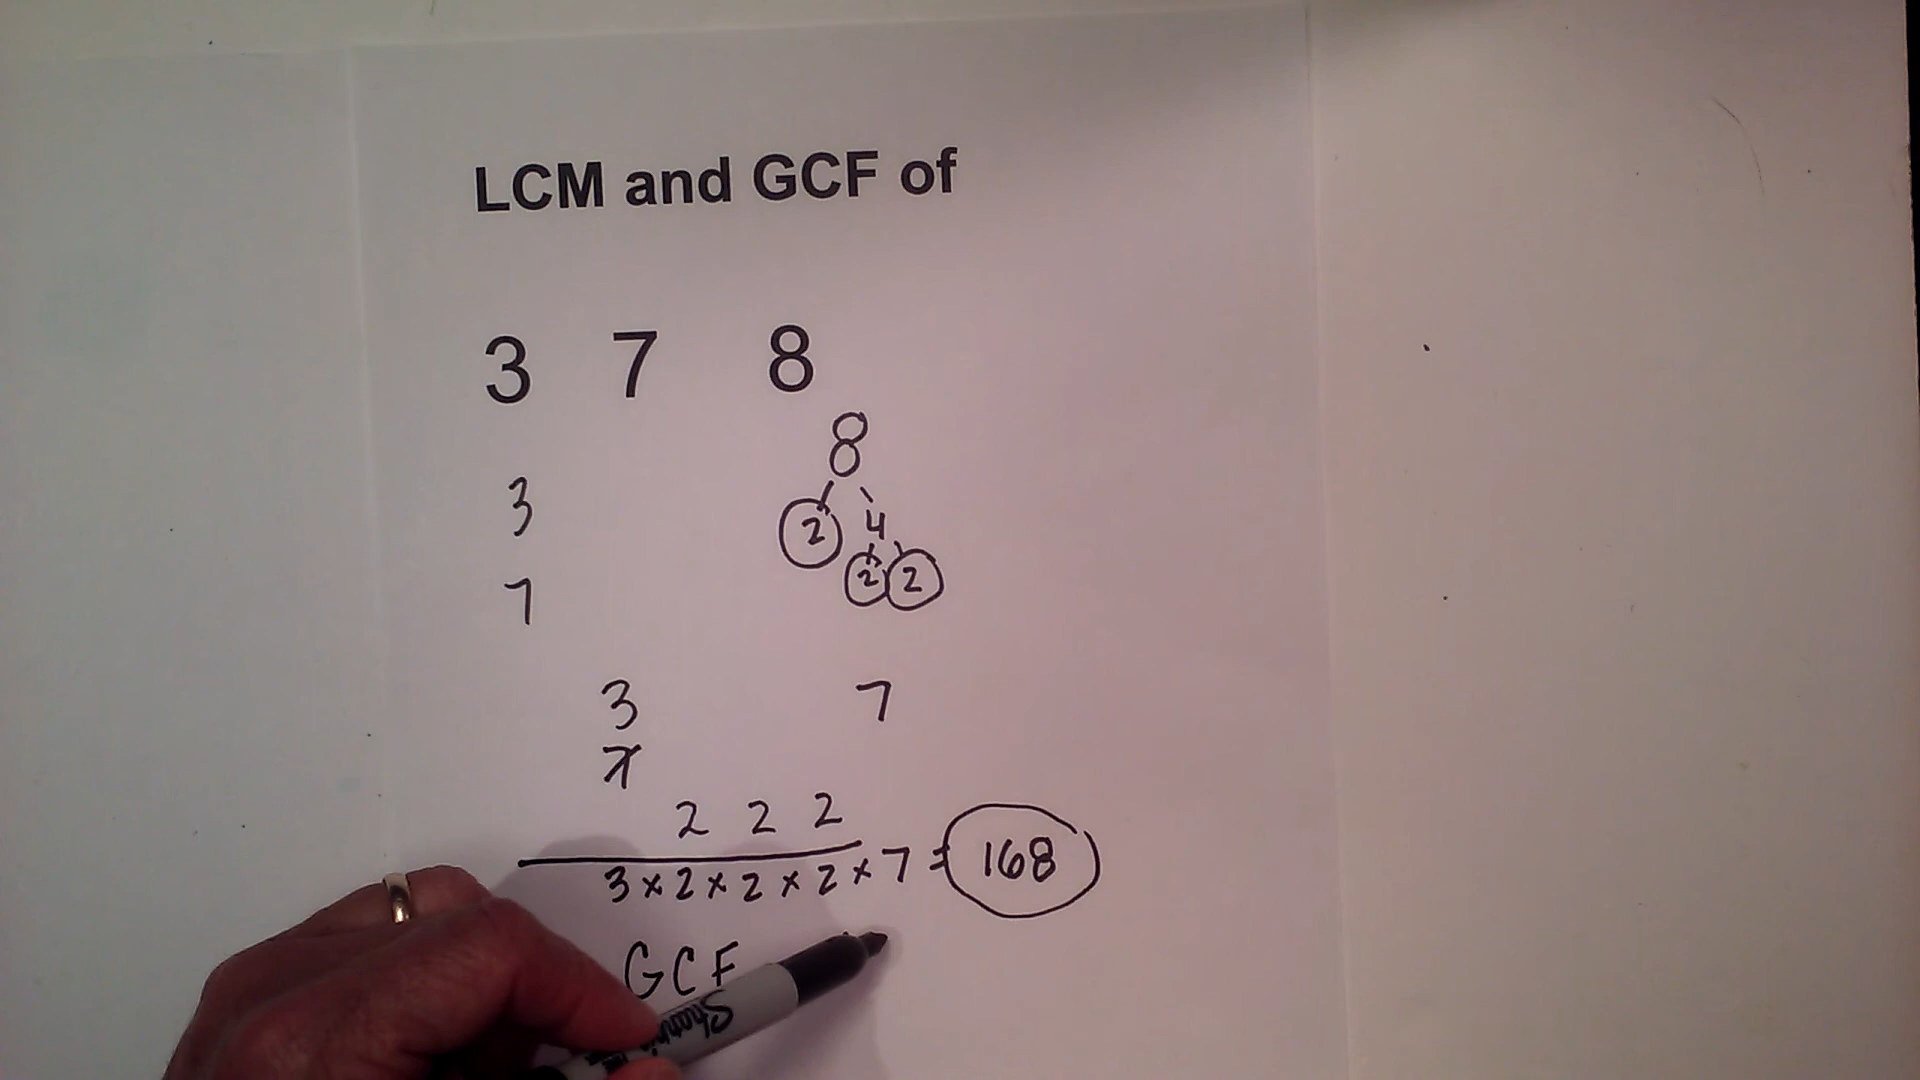 LCM and GCF of
3 7 8
8
3
2 4
2 2
7
3 7
7
2 2 2
3 × 2 × 2 × 2 × 7 = 168
GCF
Sharpie